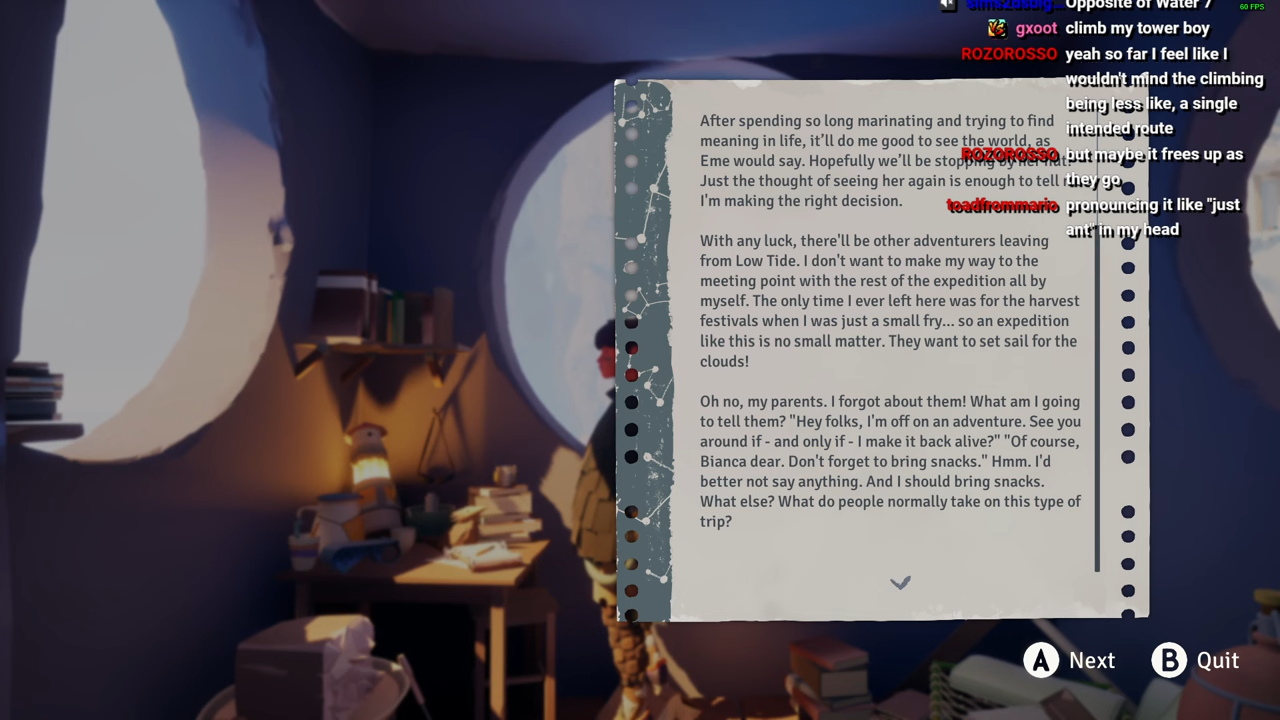 60 FPS
Opposite of Water 7
gxoot climb my tower boy
ROZOROSSO yeah so far I feel like I
wouldn't mind the climbing
being less like, a single
intended route
ROZOROSSO but maybe it frees up as
they go
toadfrommario pronouncing it like "just
ant" in my head
After spending so long marinating and trying to find
meaning in life, it'll do me good to see the world, as
Eme would say. Hopefully we'll be stopping by her hut!
Just the thought of seeing her again is enough to tell
I'm making the right decision.
With any luck, there'll be other adventurers leaving
from Low Tide. I don't want to make my way to the
meeting point with the rest of the expedition all by
myself. The only time I ever left here was for the harvest
festivals when I was just a small fry... so an expedition
like this is no small matter. They want to set sail for the
clouds!
Oh no, my parents. I forgot about them! What am I going
to tell them? "Hey folks, I'm off on an adventure. See you
around if - and only if - I make it back alive?" "Of course,
Bianca dear. Don't forget to bring snacks." Hmm. I'd
better not say anything. And I should bring snacks.
What else? What do people normally take on this type of
trip?
A Next B Quit